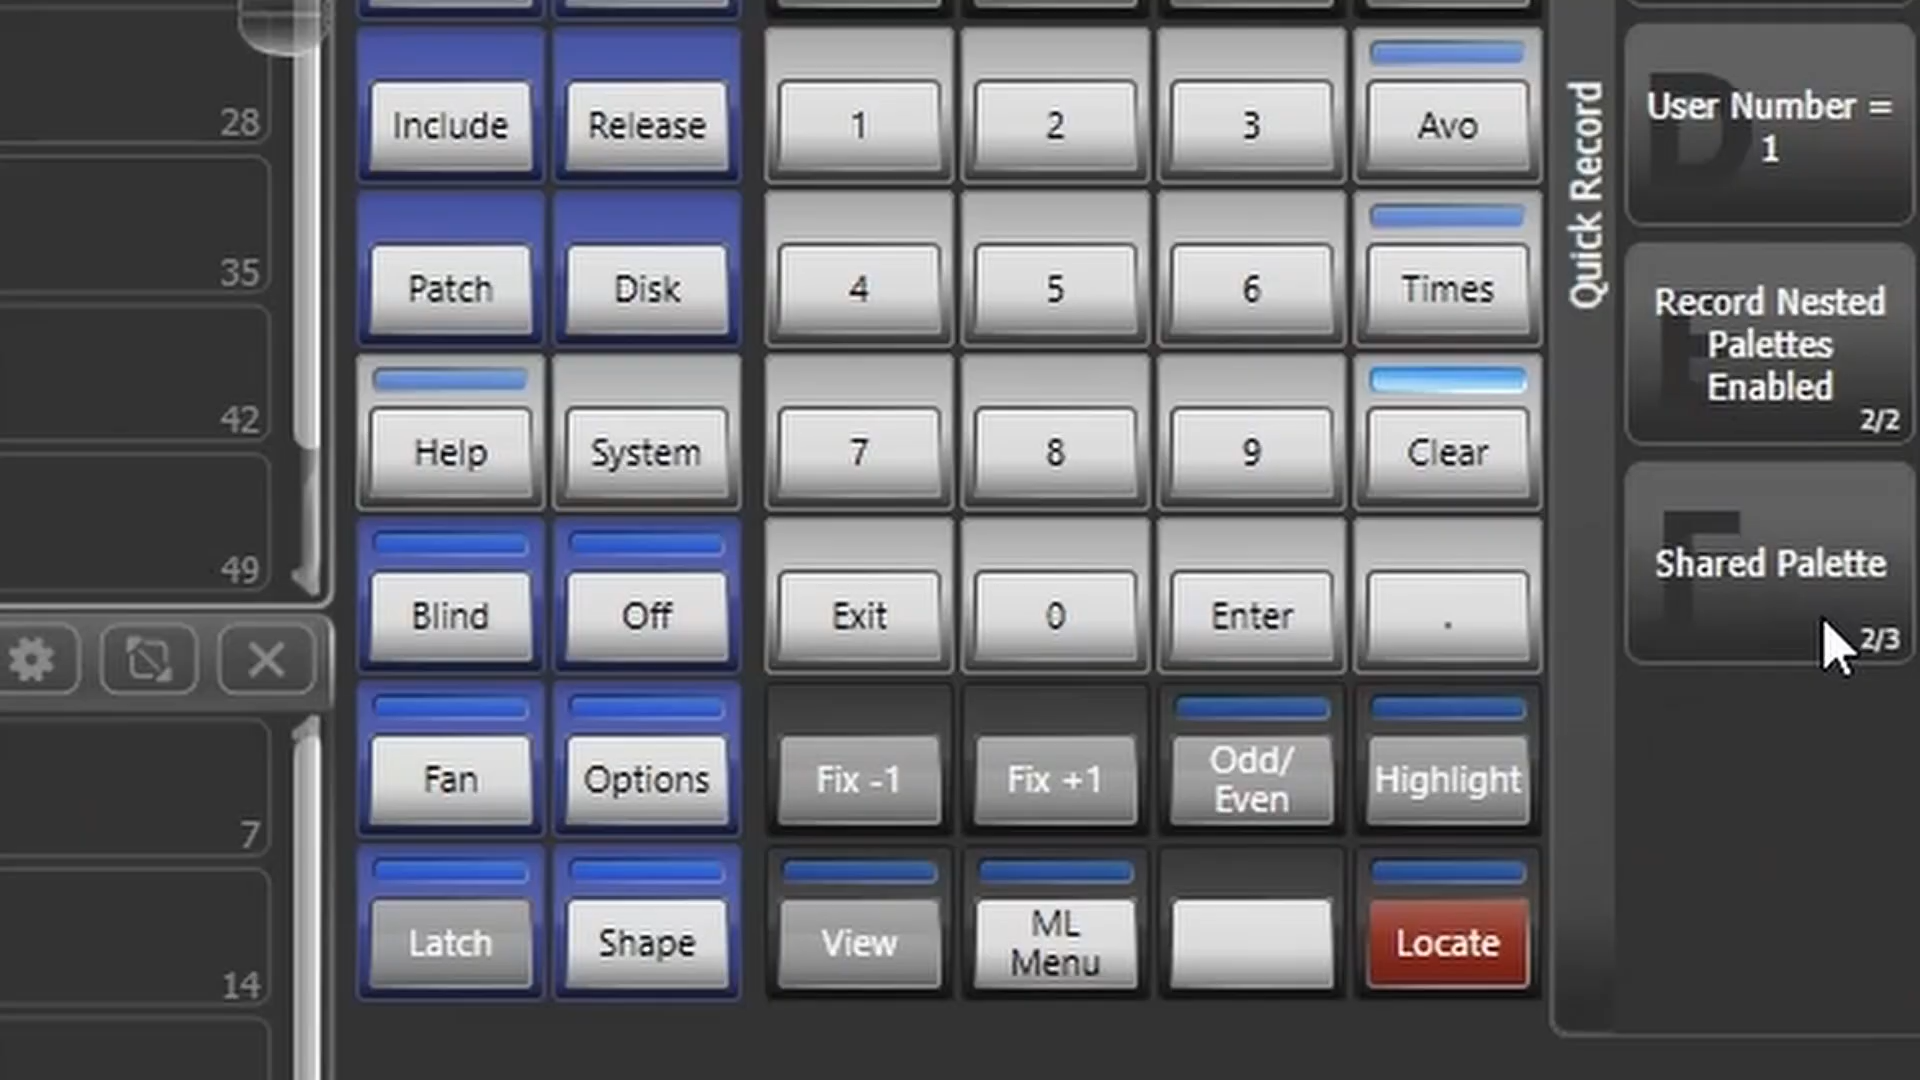 28
35
42
49
7
14
Include
Release
1
2
3
Avo
Patch
Disk
4
5
6
Times
Help
System
7
8
9
Clear
Blind
Off
Exit
0
Enter
.
Fan
Options
Fix -1
Fix +1
Odd/
Even
Highlight
Latch
Shape
View
ML
Menu
Locate
Quick Record
D
User Number =
1
E
Record Nested
Palettes
Enabled
2/2
F
Shared Palette
2/3